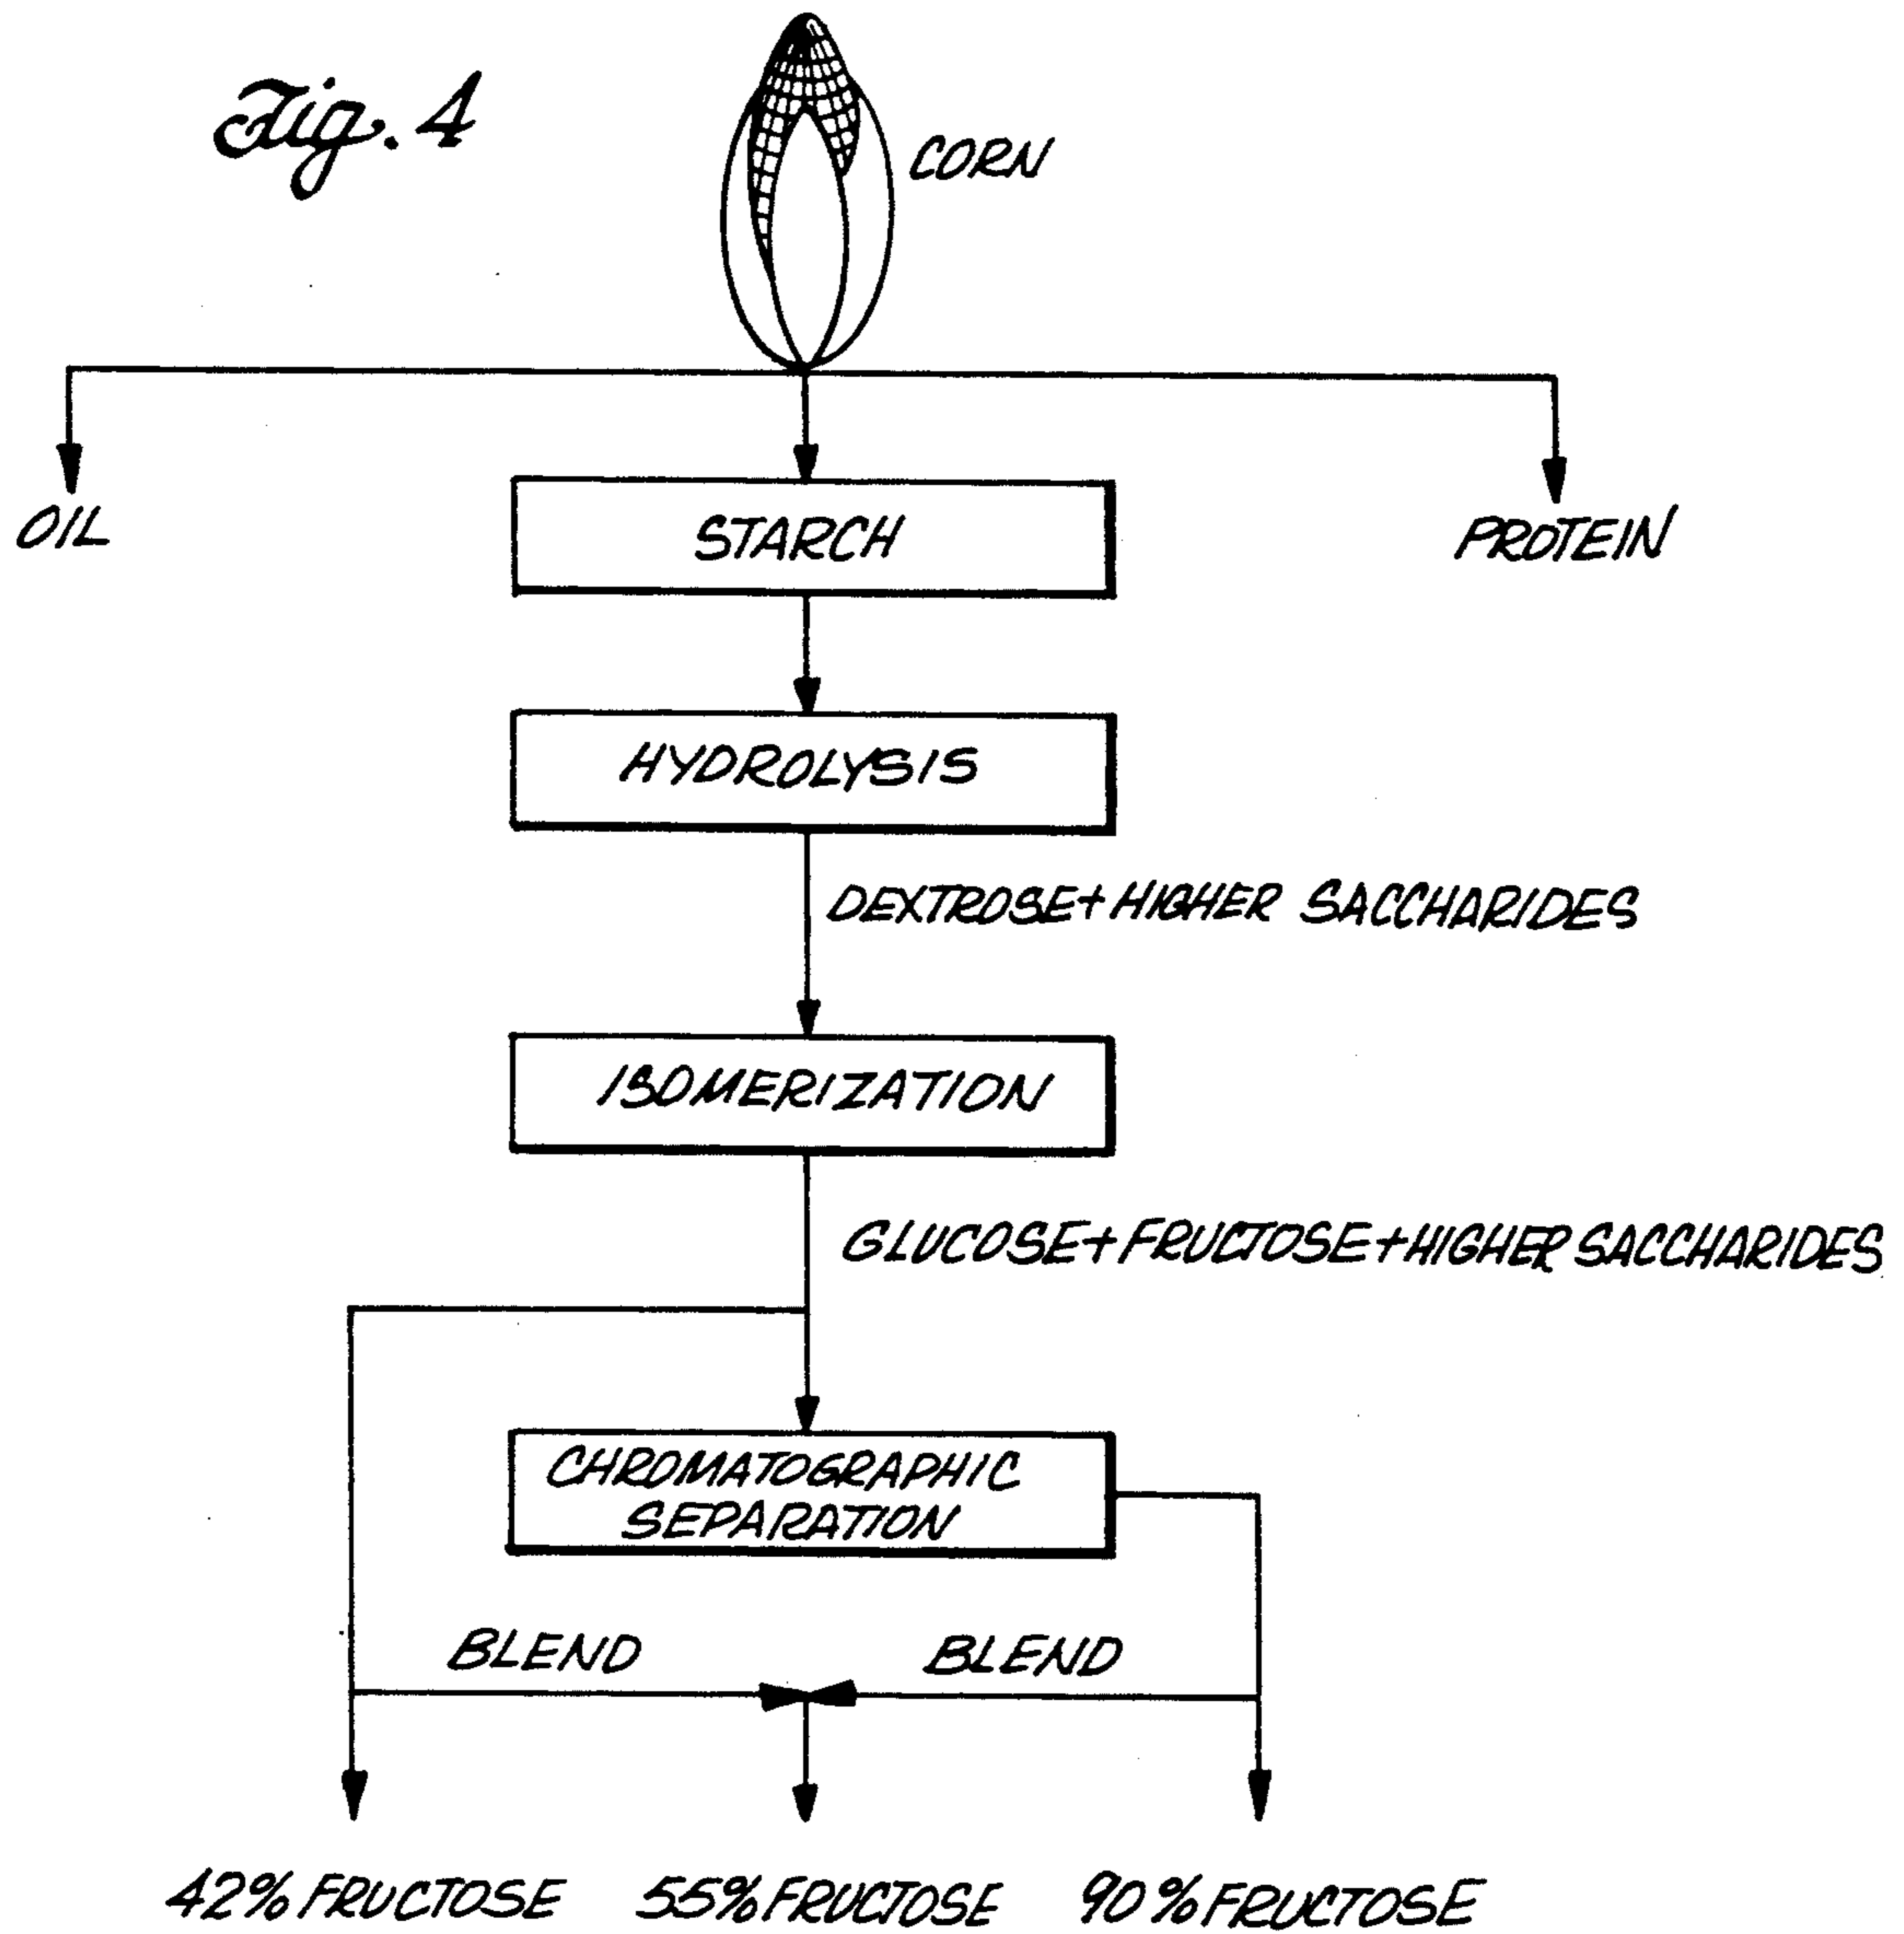 Fig. 4
CORN
OIL
STARCH
PROTEIN
HYDROLYSIS
DEXTROSE+HIGHER SACCHARIDES
ISOMERIZATION
GLUCOSE+FRUCTOSE+HIGHER SACCHARIDES
CHROMATOGRAPHIC
SEPARATION
BLEND
BLEND
42% FRUCTOSE
55% FRUCTOSE
90% FRUCTOSE